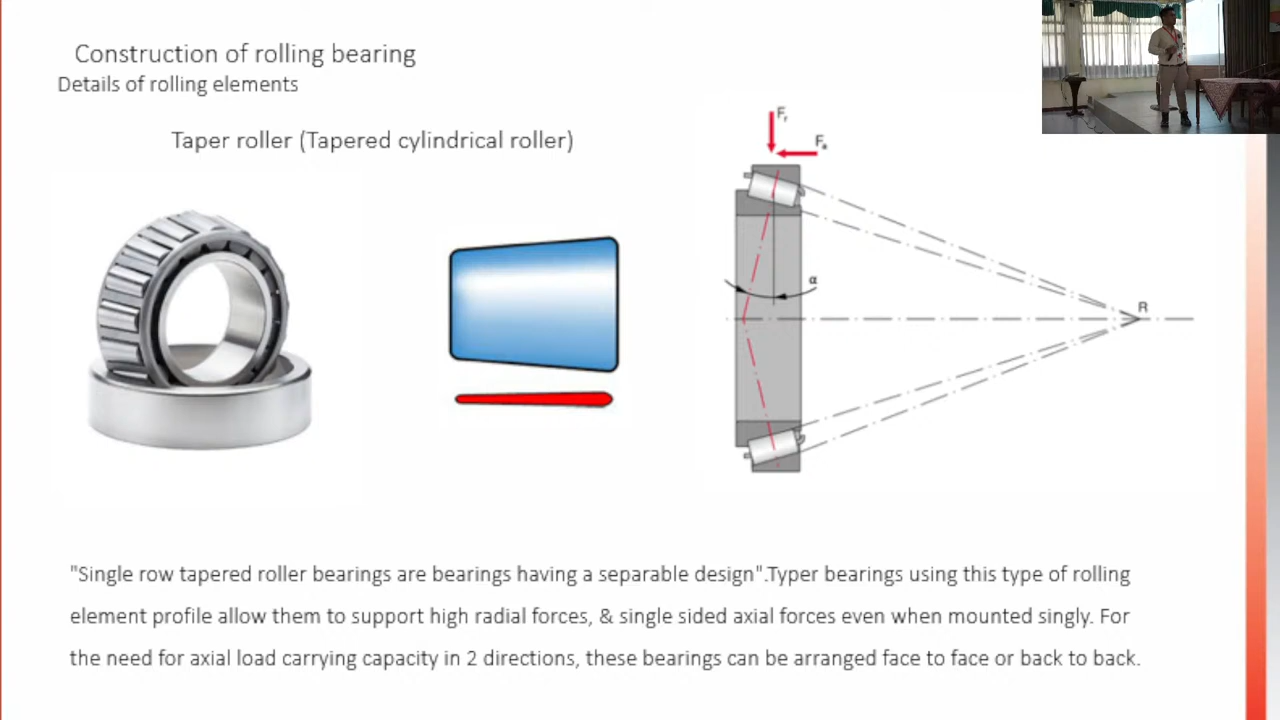 Construction of rolling bearing
Details of rolling elements
Taper roller (Tapered cylindrical roller)
Fr
Fa
α
R
"Single row tapered roller bearings are bearings having a separable design".Typer bearings using this type of rolling
element profile allow them to support high radial forces, & single sided axial forces even when mounted singly. For
the need for axial load carrying capacity in 2 directions, these bearings can be arranged face to face or back to back.